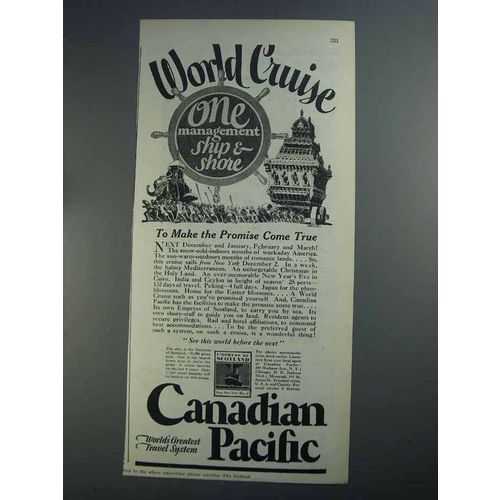 221
World Cruise
One
management
ship &
shore
To Make the Promise Come True
NEXT December and January, February and March!
The snow-cold-indoors months of workaday America.
The sun-warm-outdoors months of romance lands. . . . So,
this cruise sails from New York December 2. In a week,
the balmy Mediterranean. An unforgetable Christmas in
the Holy Land. An ever-memorable New Year's Eve in
Cairo. India and Ceylon in height of season. 25 ports—
132 days of travel. Peking—4 full days. Japan for the plum-
blossoms. Home for the Easter blossoms. . . . A World
Cruise such as you've promised yourself. And, Canadian
Pacific has the facilities to make the promise come true. . .
Its own Empress of Scotland, to carry you by sea. Its
own shore-staff to guide you on land. Resident agents to
secure privileges. Rail and hotel affiliations, to command
best accommodations. . . . To be the preferred guest of
such a system, on such a cruise, is a wonderful thing!
"See this world before the next"
EMPRESS OF
SCOTLAND
Canadian
Pacific
World's Greatest
Travel System